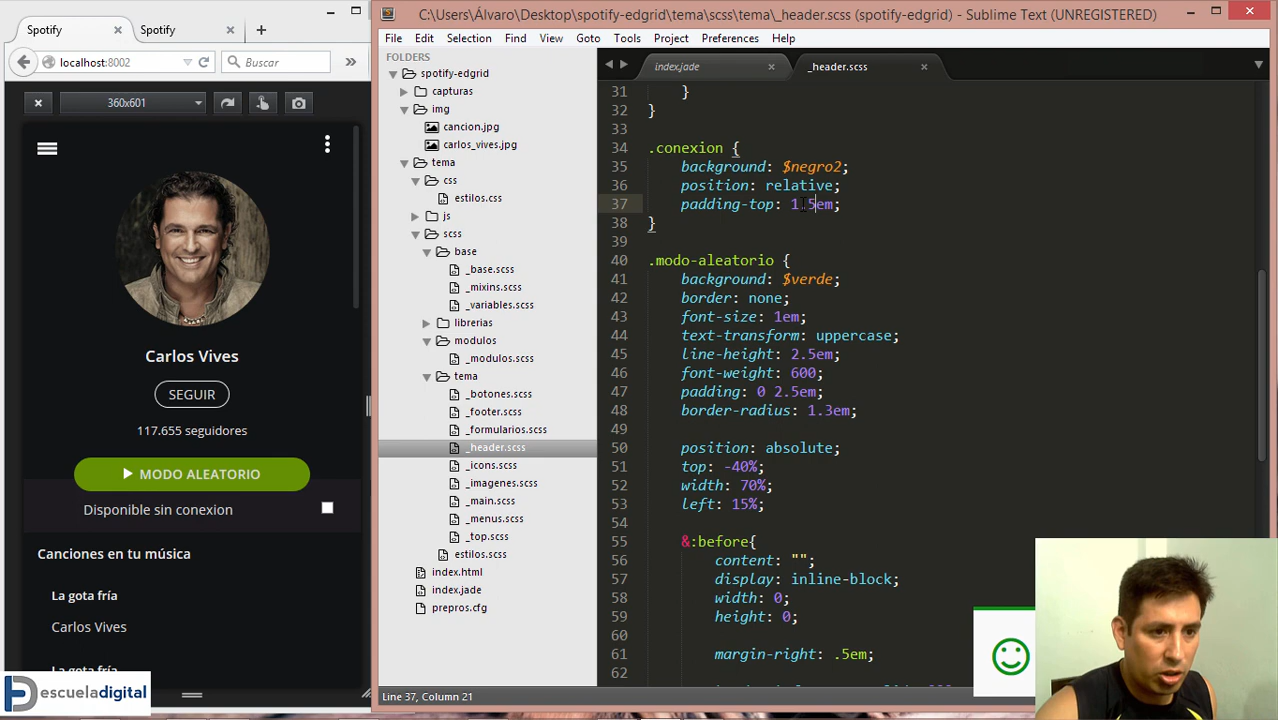 C:\Users\Álvaro\Desktop\spotify-edgrid\tema\scss\tema\_header.scss (spotify-edgrid) - Sublime Text (UNREGISTERED)
Spotify
Spotify
localhost:8002
Buscar
360x601
Carlos Vives
SEGUIR
117.655 seguidores
MODO ALEATORIO
Disponible sin conexion
Canciones en tu música
La gota fría
Carlos Vives
La gota fría
escueladigital
File Edit Selection Find View Goto Tools Project Preferences Help
FOLDERS
spotify-edgrid
capturas
img
cancion.jpg
carlos_vives.jpg
tema
css
estilos.css
js
scss
base
_base.scss
_mixins.scss
_variables.scss
librerias
modulos
_modulos.scss
tema
_botones.scss
_footer.scss
_formularios.scss
_header.scss
_icons.scss
_imagenes.scss
_main.scss
_menus.scss
_top.scss
estilos.scss
index.html
index.jade
prepros.cfg
index.jade
_header.scss
31 }
32 }
33
34 .conexion {
35 background: $negro2;
36 position: relative;
37 padding-top: 1.5em;
38 }
39
40 .modo-aleatorio {
41 background: $verde;
42 border: none;
43 font-size: 1em;
44 text-transform: uppercase;
45 line-height: 2.5em;
46 font-weight: 600;
47 padding: 0 2.5em;
48 border-radius: 1.3em;
49
50 position: absolute;
51 top: -40%;
52 width: 70%;
53 left: 15%;
54
55 &:before{
56 content: "";
57 display: inline-block;
58 width: 0;
59 height: 0;
60
61 margin-right: .5em;
62
Line 37, Column 21